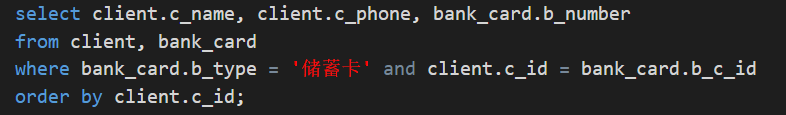 select client.c_name, client.c_phone, bank_card.b_number
from client, bank_card
where bank_card.b_type = '储蓄卡' and client.c_id = bank_card.b_c_id
order by client.c_id;